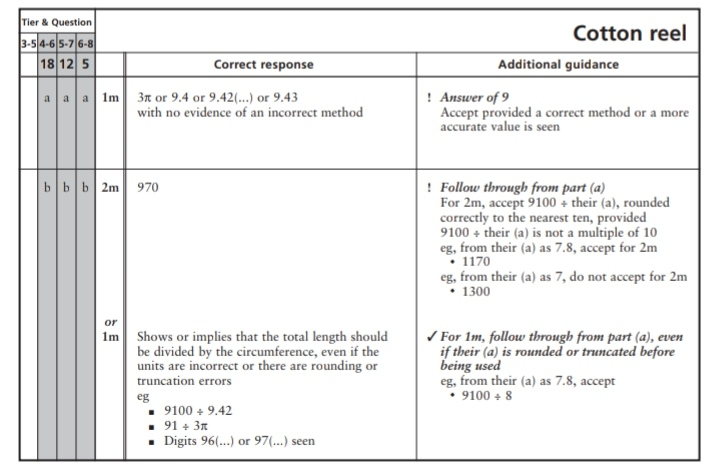 Tier & Question
Cotton reel
3-5 4-6 5-7 6-8
18 12 5
Correct response
Additional guidance
a a a 1m
3π or 9.4 or 9.42(...) or 9.43
with no evidence of an incorrect method
! Answer of 9
Accept provided a correct method or a more
accurate value is seen
b b b 2m
970
! Follow through from part (a)
For 2m, accept 9100 ÷ their (a), rounded
correctly to the nearest ten, provided
9100 ÷ their (a) is not a multiple of 10
eg, from their (a) as 7.8, accept for 2m
• 1170
eg, from their (a) as 7, do not accept for 2m
• 1300
or
1m
Shows or implies that the total length should
be divided by the circumference, even if the
units are incorrect or there are rounding or
truncation errors
eg
▪ 9100 ÷ 9.42
▪ 91 ÷ 3π
▪ Digits 96(...) or 97(...) seen
✓ For 1m, follow through from part (a), even
if their (a) is rounded or truncated before
being used
eg, from their (a) as 7.8, accept
• 9100 ÷ 8